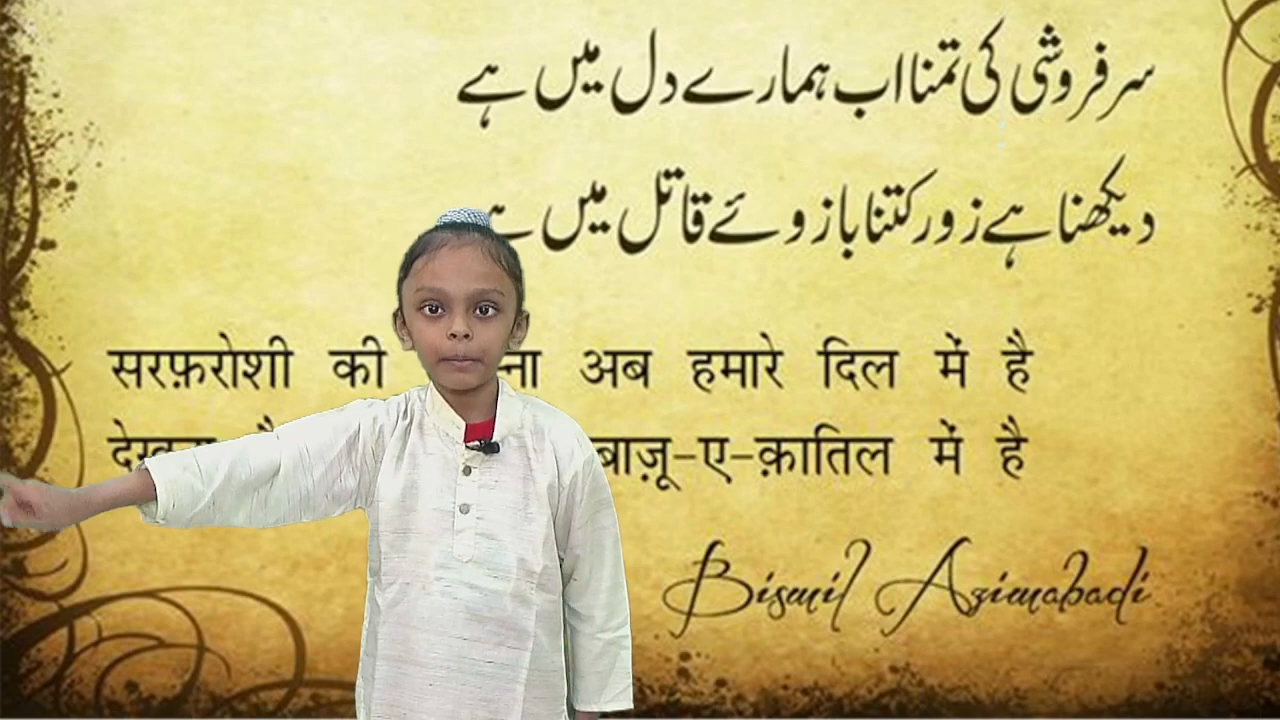 سرفروشی کی تمنا اب ہمارے دل میں ہے
دیکھنا ہے زور کتنا بازوئے قاتل میں ہے
सरफ़रोशी की अब हमारे दिल में है
बाज़ू-ए-क़ातिल में है
Bismil Azimabadi